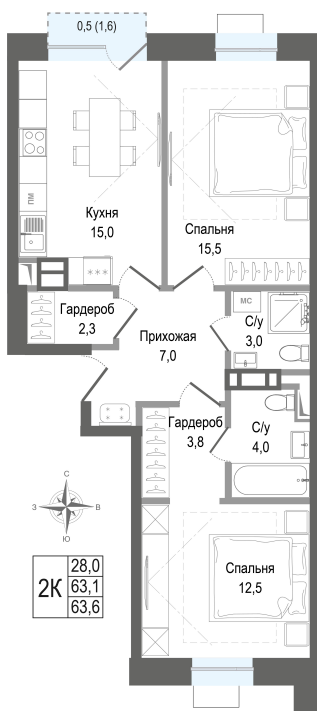 0,5 (1,6)
Кухня
15,0
ПМ
Спальня
15,5
Гардероб
2,3
Прихожая
7,0
МС
С/у
3,0
Гардероб
3,8
С/у
4,0
С
З
В
Ю
2К
28,0
63,1
63,6
Спальня
12,5